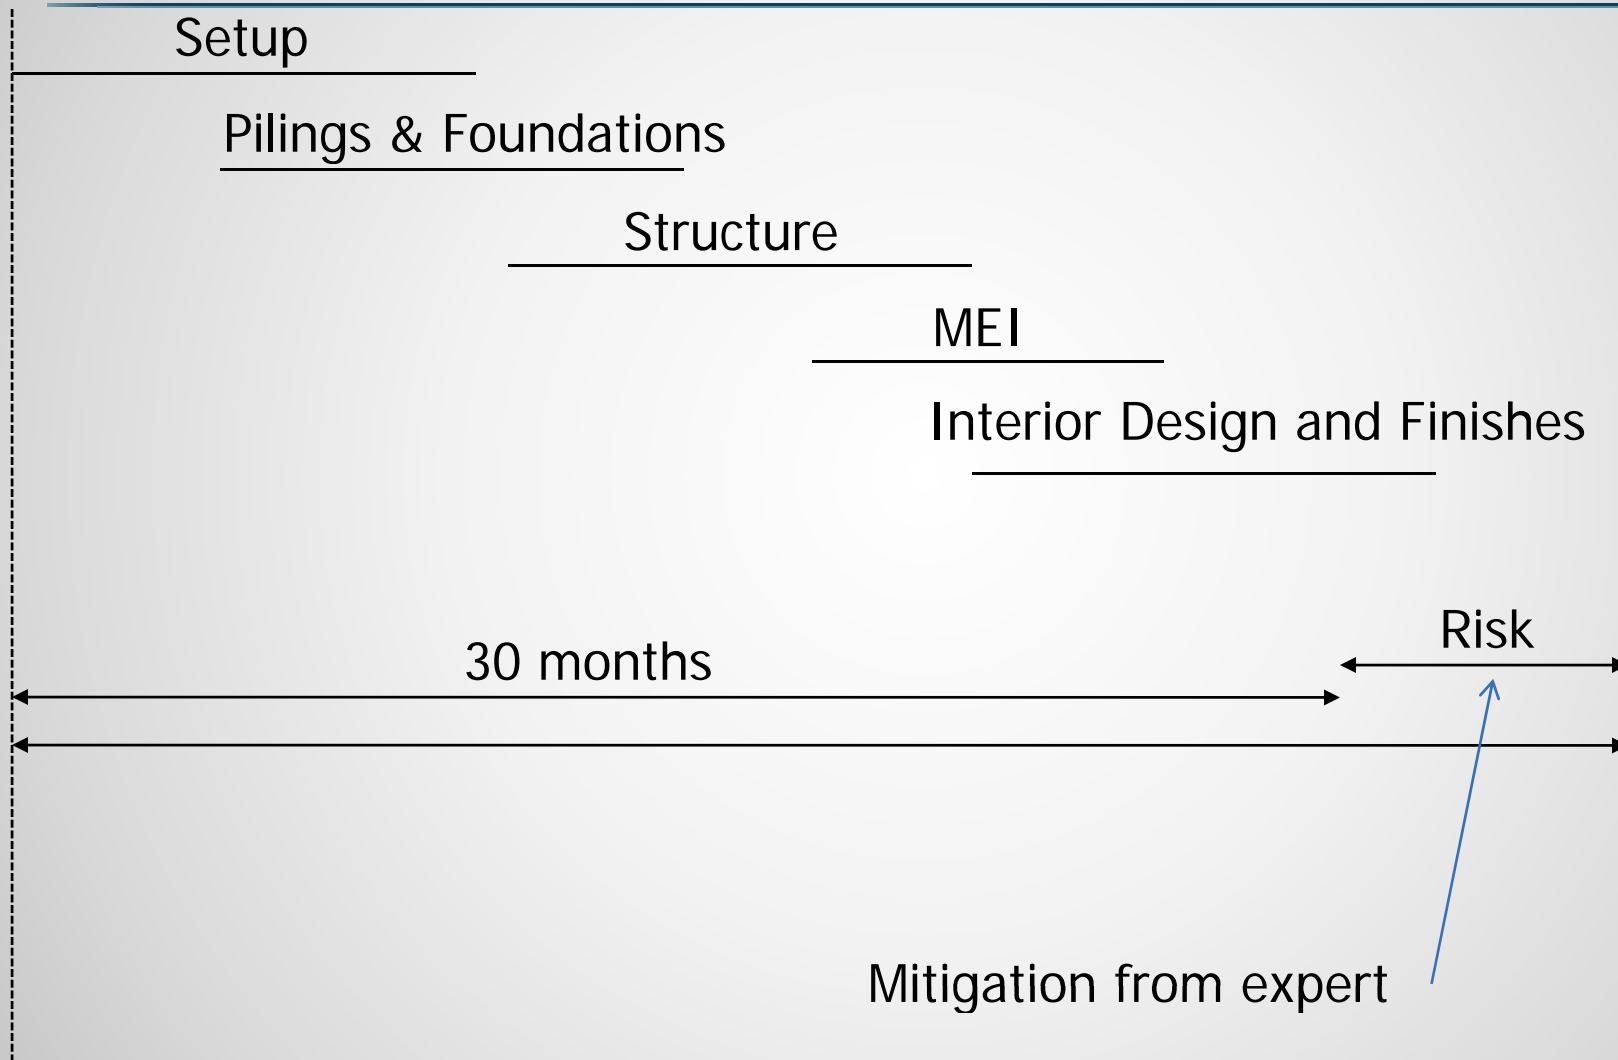 Setup
Pilings & Foundations
Structure
MEI
Interior Design and Finishes
Risk
30 months
Mitigation from expert